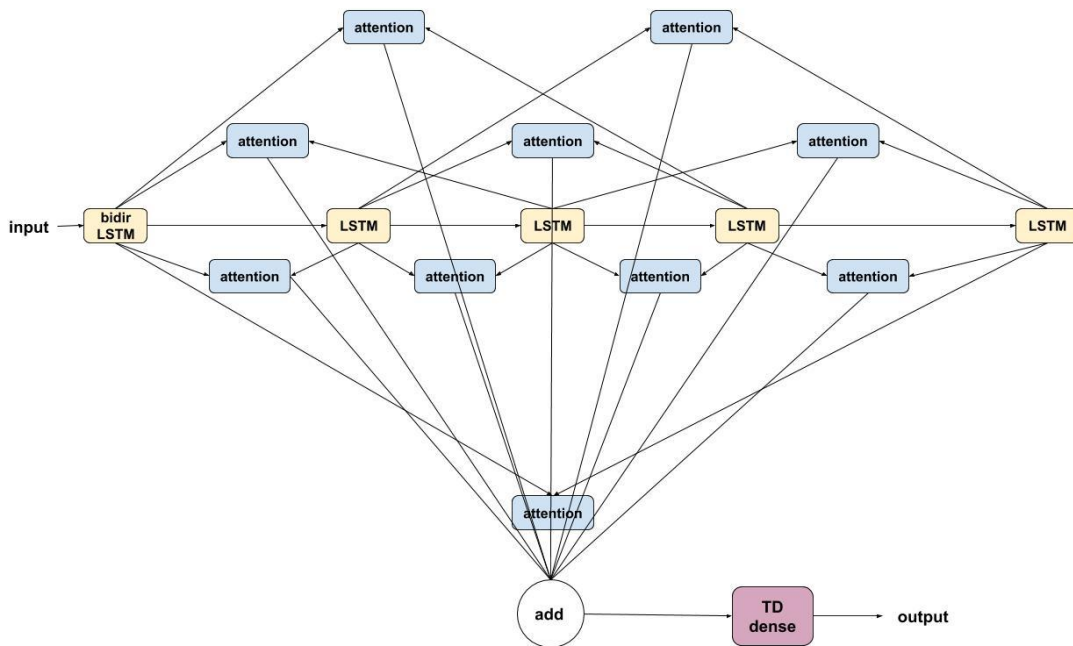 attention
attention
attention
attention
attention
input
bidir
LSTM
LSTM
LSTM
LSTM
LSTM
attention
attention
attention
attention
attention
add
TD
dense
output